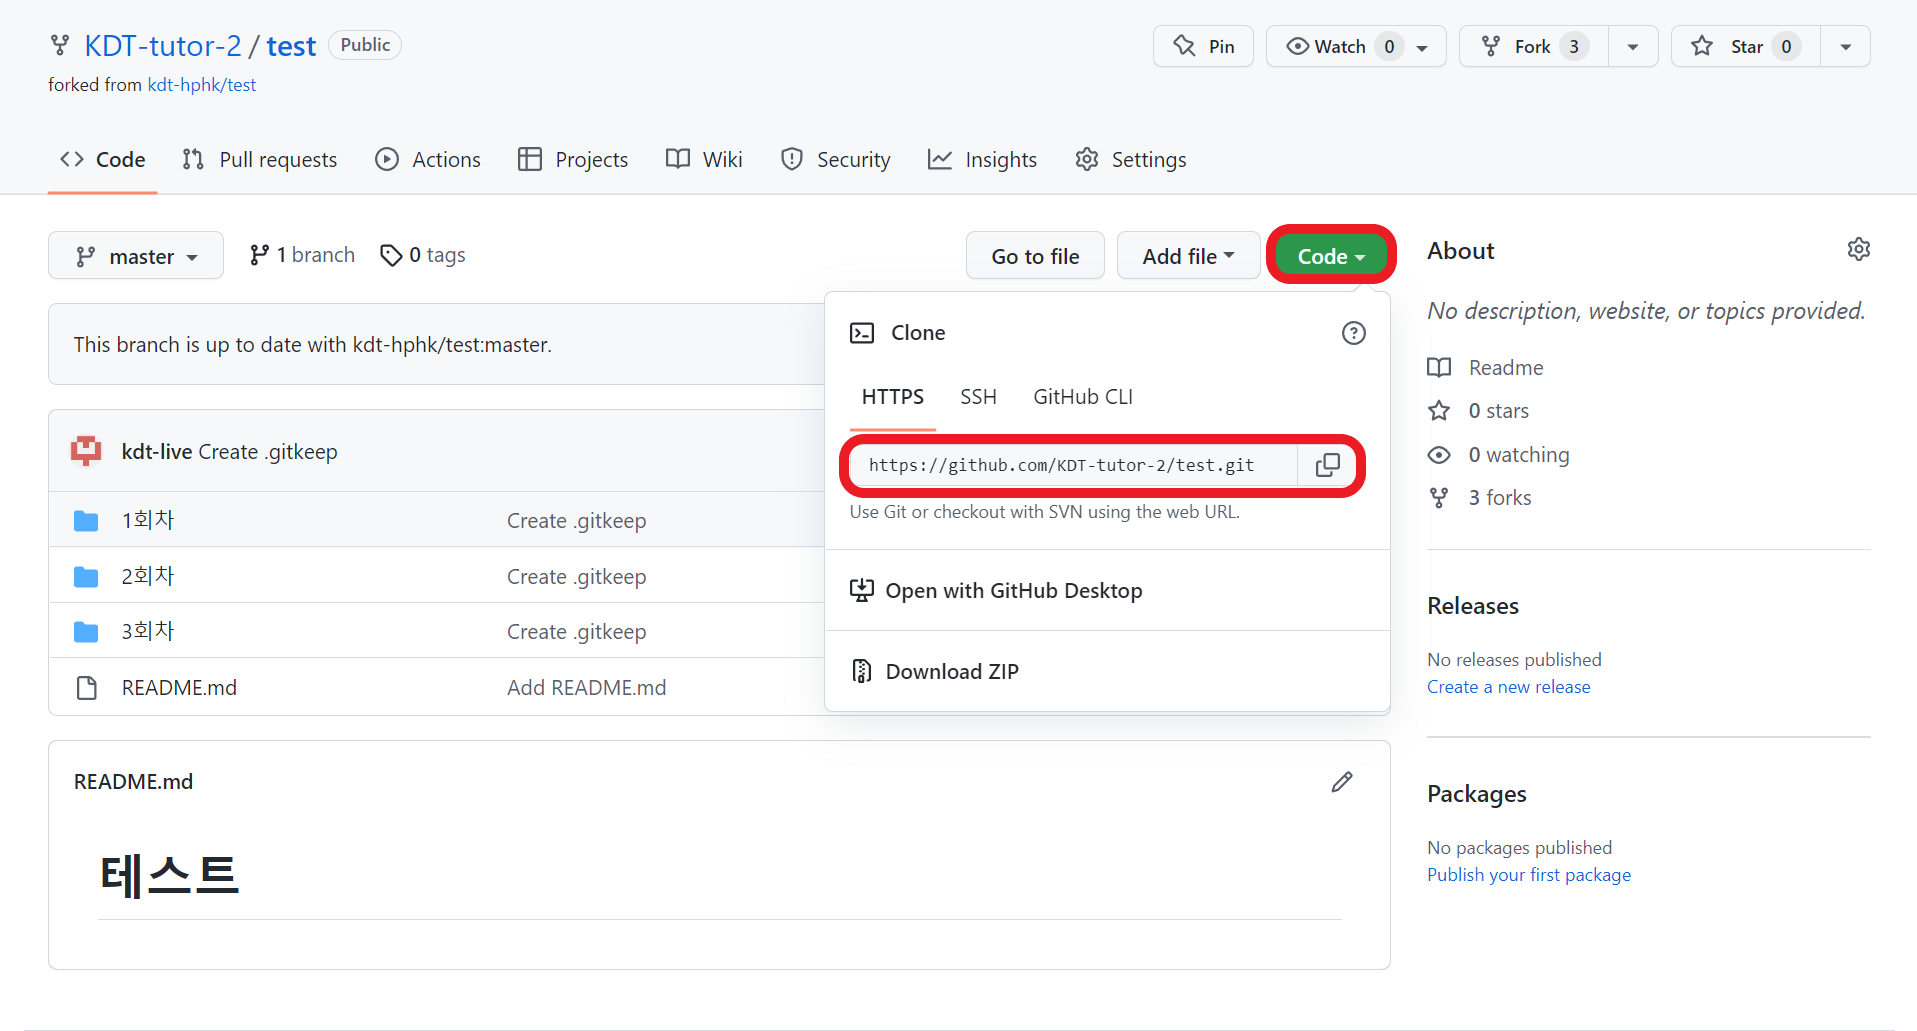 KDT-tutor-2 / test Public
Pin Watch 0 Fork 3 Star 0
forked from kdt-hphk/test
Code Pull requests Actions Projects Wiki Security Insights Settings
master 1 branch 0 tags Go to file Add file Code
This branch is up to date with kdt-hphk/test:master.
kdt-live Create .gitkeep
1회차 Create .gitkeep
2회차 Create .gitkeep
3회차 Create .gitkeep
README.md Add README.md
Clone
HTTPS SSH GitHub CLI
https://github.com/KDT-tutor-2/test.git
Use Git or checkout with SVN using the web URL.
Open with GitHub Desktop
Download ZIP
README.md
테스트
About
No description, website, or topics provided.
Readme
0 stars
0 watching
3 forks
Releases
No releases published
Create a new release
Packages
No packages published
Publish your first package